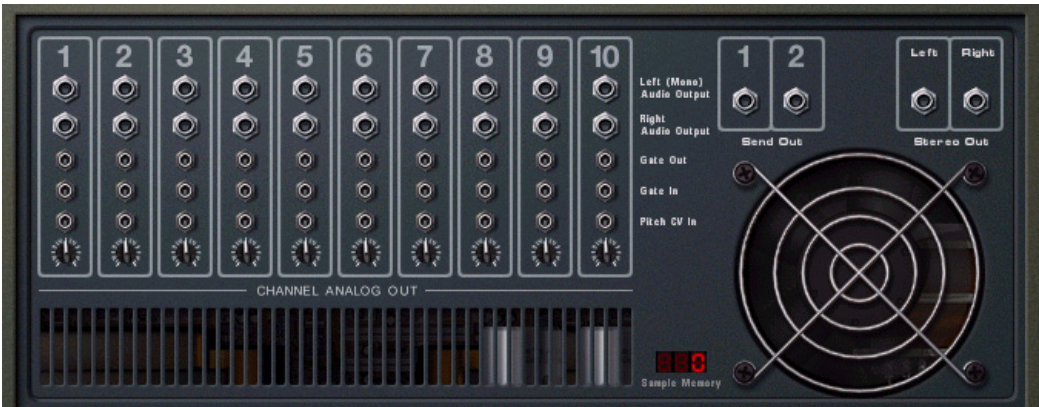 1 2 3 4 5 6 7 8 9 10
Left (Mono)
Audio Output
Right
Audio Output
Gate Out
Gate In
Pitch CV In
CHANNEL ANALOG OUT
1 2
Send Out
Left Right
Stereo Out
0
Sample Memory